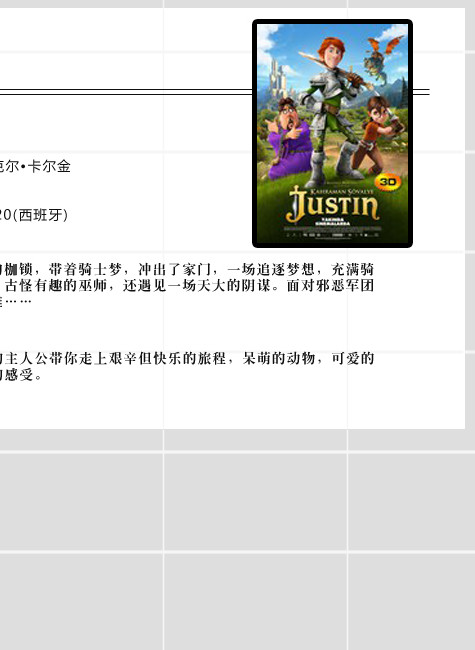 3D
KAHRAMAN ŞÖVALYE
JUSTIN
YAKINDA
SİNEMALARDA
克尔•卡尔金
20(西班牙)
的枷锁，带着骑士梦，冲出了家门，一场追逐梦想，充满骑
古怪有趣的巫师，还遇见一场天大的阴谋。面对邪恶军团
……
的主人公带你走上艰辛但快乐的旅程，呆萌的动物，可爱的
的感受。